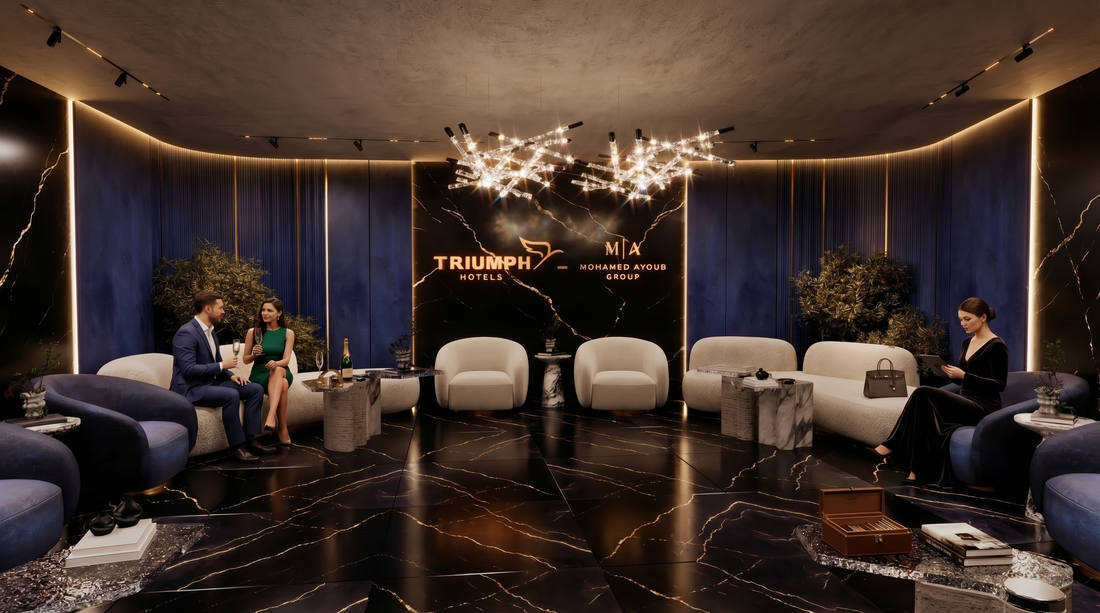 TRIUMPH
HOTELS
–
M|A
MOHAMED AYOUB
GROUP